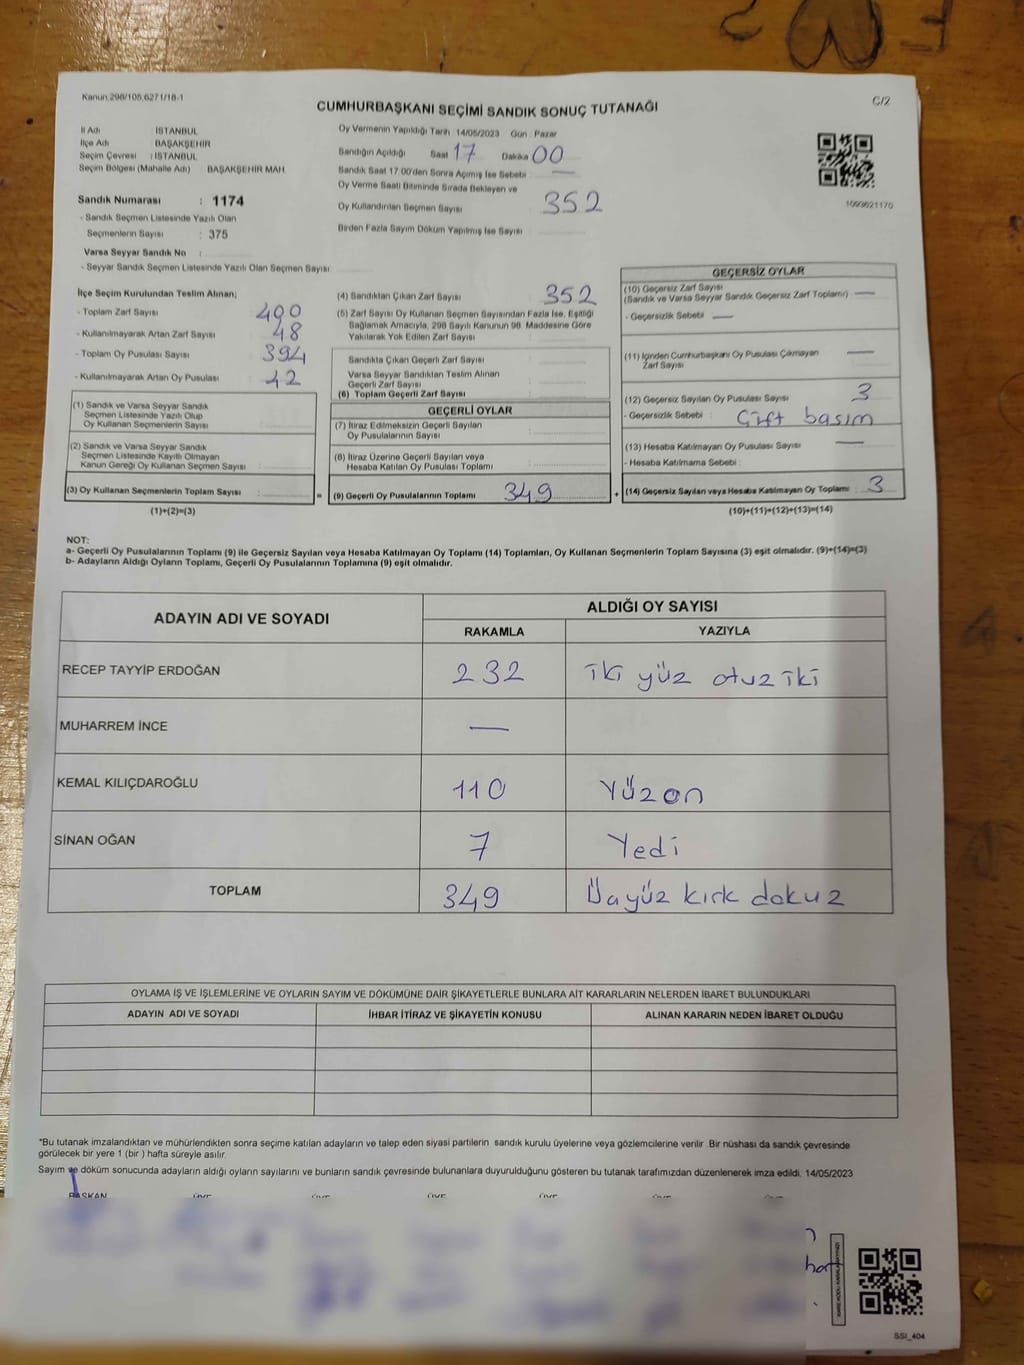 Kanun 298/105,6271/18-1
C/2
CUMHURBAŞKANI SEÇİMİ SANDIK SONUÇ TUTANAĞI
İl Adı İSTANBUL
İlçe Adı BAŞAKŞEHİR
Seçim Çevresi : İSTANBUL
Seçim Bölgesi (Mahalle Adı) BAŞAKŞEHİR MAH.
Sandık Numarası : 1174
- Sandık Seçmen Listesinde Yazılı Olan
Seçmenlerin Sayısı : 375
Varsa Seyyar Sandık No :
- Seyyar Sandık Seçmen Listesinde Yazılı Olan Seçmen Sayısı
Oy Vermenin Yapıldığı Tarih 14/05/2023 Gün : Pazar
Sandığın Açıldığı Saat 17 Dakika 00
Sandık Saat 17.00'den Sonra Açılmış İse Sebebi —
Oy Verme Saati Bitiminde Sırada Bekleyen ve
Oy Kullandırılan Seçmen Sayısı 352
Birden Fazla Sayım Döküm Yapılmış İse Sayısı
1093621170
İlçe Seçim Kurulundan Teslim Alınan;
- Toplam Zarf Sayısı 400
- Kullanılmayarak Artan Zarf Sayısı 48
- Toplam Oy Pusulası Sayısı 394
- Kullanılmayarak Artan Oy Pusulası 42
(1) Sandık ve Varsa Seyyar Sandık
Seçmen Listesinde Yazılı Olup
Oy Kullanan Seçmenlerin Sayısı
(2) Sandık ve Varsa Seyyar Sandık
Seçmen Listesinde Kayıtlı Olmayan
Kanun Gereği Oy Kullanan Seçmen Sayısı
(3) Oy Kullanan Seçmenlerin Toplam Sayısı :
(1)+(2)=(3)
(4) Sandıktan Çıkan Zarf Sayısı 352
(5) Zarf Sayısı Oy Kullanan Seçmen Sayısından Fazla İse, Eşitliği
Sağlamak Amacıyla, 298 Sayılı Kanunun 98. Maddesine Göre
Yakılarak Yok Edilen Zarf Sayısı
Sandıkta Çıkan Geçerli Zarf Sayısı
Varsa Seyyar Sandıktan Teslim Alınan
Geçerli Zarf Sayısı
(6) Toplam Geçerli Zarf Sayısı
GEÇERLİ OYLAR
(7) İtiraz Edilmeksizin Geçerli Sayılan
Oy Pusulalarının Sayısı
(8) İtiraz Üzerine Geçerli Sayılan veya
Hesaba Katılan Oy Pusulası Toplamı
= (9) Geçerli Oy Pusulalarının Toplamı 349
GEÇERSİZ OYLAR
(10) Geçersiz Zarf Sayısı
(Sandık ve Varsa Seyyar Sandık Geçersiz Zarf Toplamı) —
- Geçersizlik Sebebi —
(11) İçinden Cumhurbaşkanı Oy Pusulası Çıkmayan —
Zarf Sayısı
(12) Geçersiz Sayılan Oy Pusulası Sayısı 3
- Geçersizlik Sebebi : Çift basım
(13) Hesaba Katılmayan Oy Pusulası Sayısı —
- Hesaba Katılmama Sebebi :
+ (14) Geçersiz Sayılan veya Hesaba Katılmayan Oy Toplamı : 3
(10)+(11)+(12)+(13)=(14)
NOT:
a- Geçerli Oy Pusulalarının Toplamı (9) ile Geçersiz Sayılan veya Hesaba Katılmayan Oy Toplamı (14) Toplamları, Oy Kullanan Seçmenlerin Toplam Sayısına (3) eşit olmalıdır. (9)+(14)=(3)
b- Adayların Aldığı Oyların Toplamı, Geçerli Oy Pusulalarının Toplamına (9) eşit olmalıdır.
ADAYIN ADI VE SOYADI ALDIĞI OY SAYISI
RAKAMLA YAZIYLA
RECEP TAYYİP ERDOĞAN 232 iki yüz otuz iki
MUHARREM İNCE —
KEMAL KILIÇDAROĞLU 110 Yüzon
SİNAN OĞAN 7 Yedi
TOPLAM 349 Üçyüz kırk dokuz
OYLAMA İŞ VE İŞLEMLERİNE VE OYLARIN SAYIM VE DÖKÜMÜNE DAİR ŞİKAYETLERLE BUNLARA AİT KARARLARIN NELERDEN İBARET BULUNDUKLARI
ADAYIN ADI VE SOYADI İHBAR İTİRAZ VE ŞİKAYETİN KONUSU ALINAN KARARIN NEDEN İBARET OLDUĞU
*Bu tutanak imzalandıktan ve mühürlendikten sonra seçime katılan adayların ve talep eden siyasi partilerin sandık kurulu üyelerine veya gözlemcilerine verilir .Bir nüshası da sandık çevresinde
görülecek bir yere 1 (bir ) hafta süreyle asılır.
Sayım ve döküm sonucunda adayların aldığı oyların sayılarını ve bunların sandık çevresinde bulunanlara duyurulduğunu gösteren bu tutanak tarafımızdan düzenlenerek imza edildi. 14/05/2023
BAŞKAN ÜYE ÜYE ÜYE ÜYE ÜYE ÜYE
SSI_404